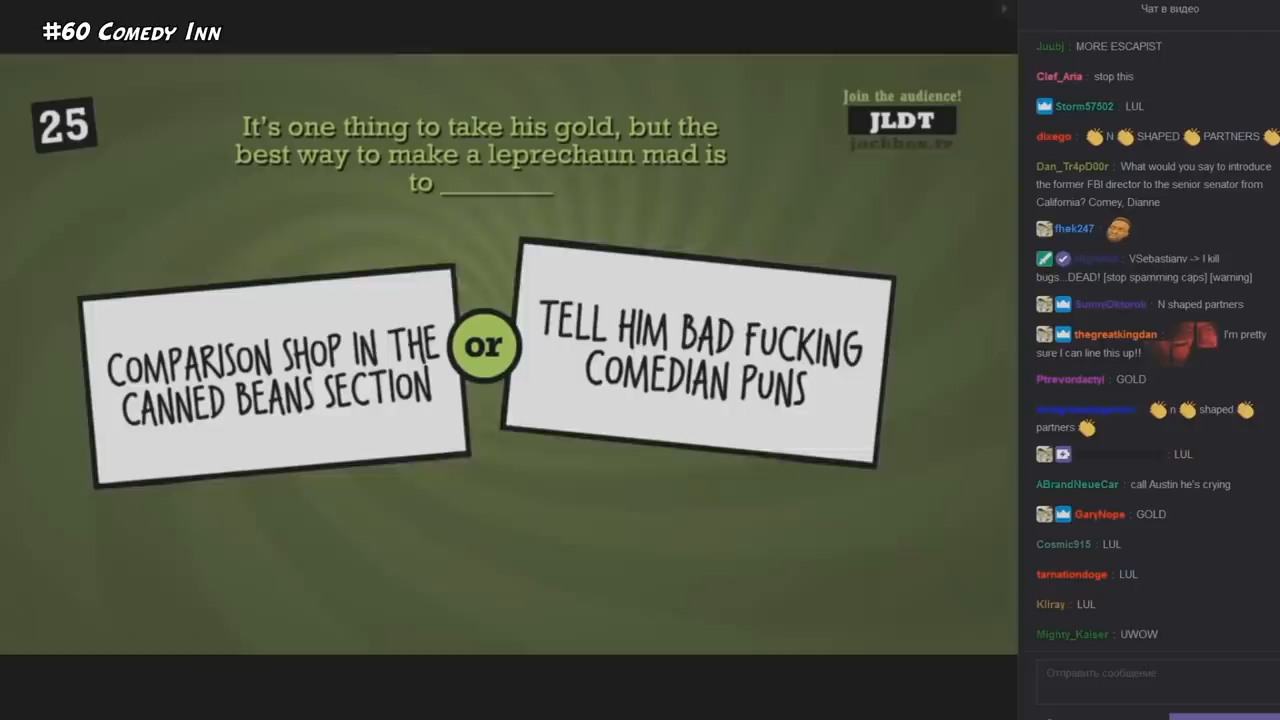 #60 Comedy Inn
25
It's one thing to take his gold, but the
best way to make a leprechaun mad is
to __________
Join the audience!
JLDT
jackbox.tv
COMPARISON SHOP IN THE
CANNED BEANS SECTION
or
TELL HIM BAD FUCKING
COMEDIAN PUNS
Чат в видео
Juubj : MORE ESCAPIST
Clef_Aria : stop this
Storm57502 : LUL
dixego : N SHAPED PARTNERS
Dan_Tr4pD00r : What would you say to introduce
the former FBI director to the senior senator from
California? Comey, Dianne
fhek247 :
: VSebastianv -> I kill
bugs...DEAD! [stop spamming caps] [warning]
: N shaped partners
thegreatkingdan : I'm pretty
sure I can line this up!!
Ptrevordactyl : GOLD
: n shaped
partners
: LUL
ABrandNeueCar : call Austin he's crying
GaryNope : GOLD
Cosmic915 : LUL
tarnationdoge : LUL
Kliray : LUL
Mighty_Kaiser : UWOW
Отправить сообщение